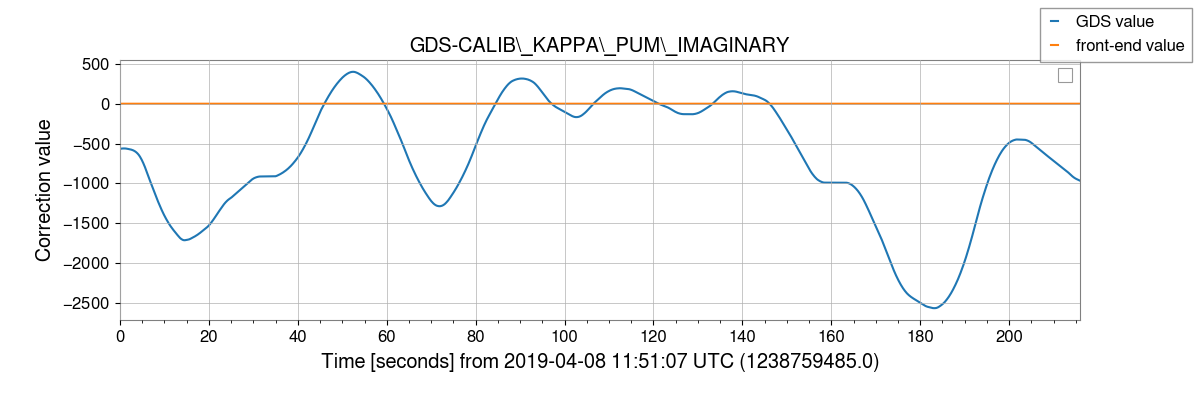 GDS value
front-end value
GDS-CALIB\_KAPPA\_PUM\_IMAGINARY
500
0
−500
−1000
−1500
−2000
−2500
Correction value
0 20 40 60 80 100 120 140 160 180 200
Time [seconds] from 2019-04-08 11:51:07 UTC (1238759485.0)